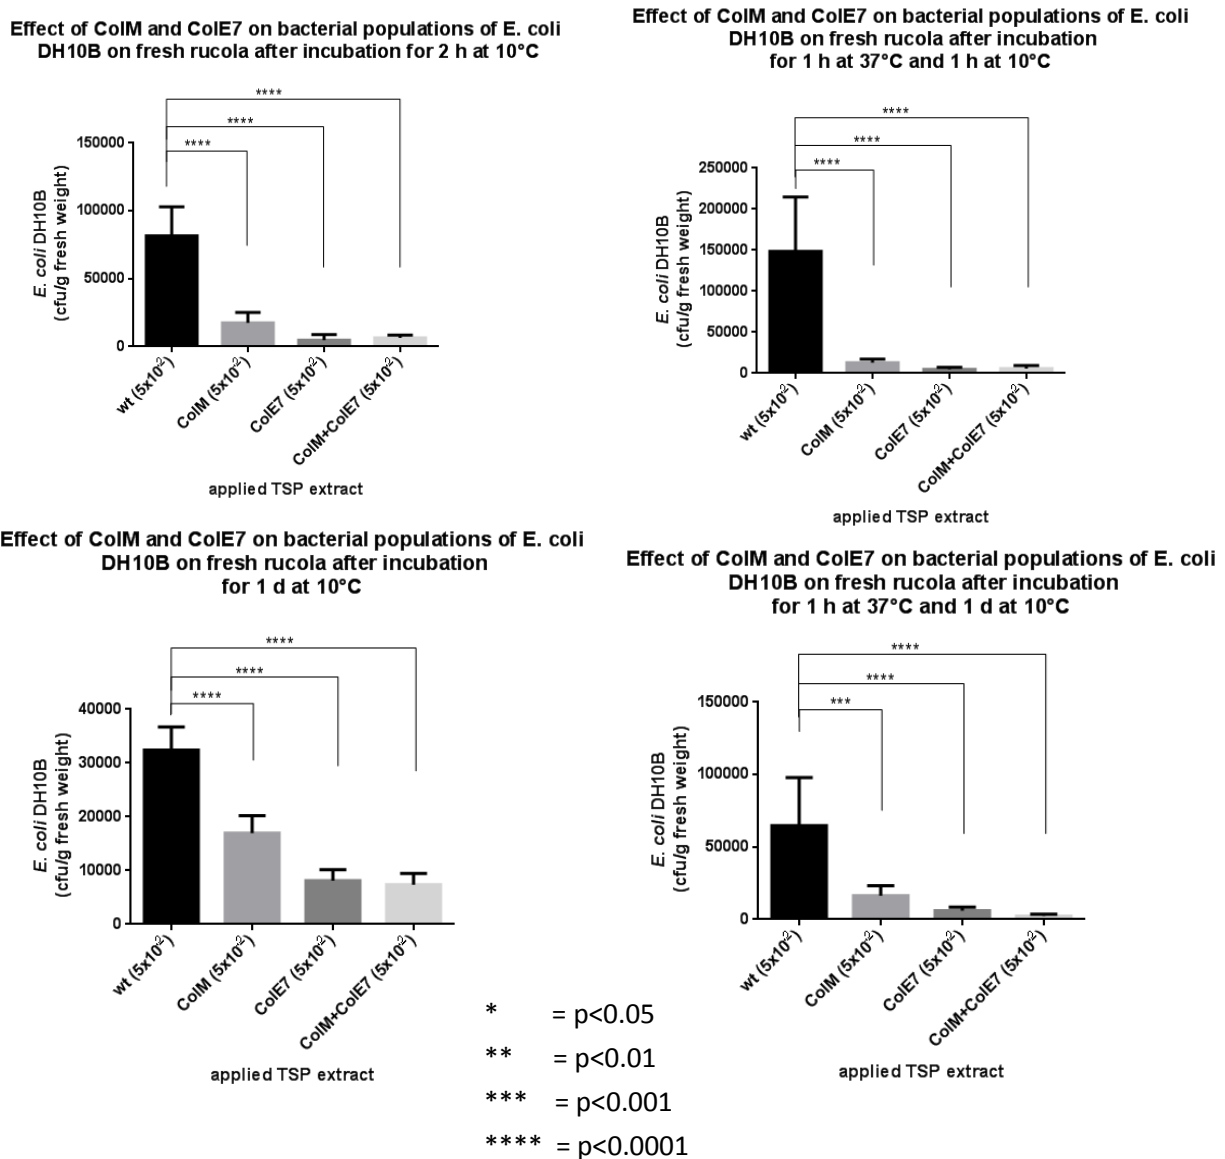 Effect of ColM and ColE7 on bacterial populations of E. coli
DH10B on fresh rucola after incubation for 2 h at 10°C
****
****
****
150000
100000
50000
0
E. coli DH10B
(cfu/g fresh weight)
wt (5x10-2)
ColM (5x10-2)
ColE7 (5x10-2)
ColM+ColE7 (5x10-2)
applied TSP extract
Effect of ColM and ColE7 on bacterial populations of E. coli
DH10B on fresh rucola after incubation
for 1 h at 37°C and 1 h at 10°C
****
****
****
250000
200000
150000
100000
50000
0
E. coli DH10B
(cfu/g fresh weight)
wt (5x10-2)
ColM (5x10-2)
ColE7 (5x10-2)
ColM+ColE7 (5x10-2)
applied TSP extract
Effect of ColM and ColE7 on bacterial populations of E. coli
DH10B on fresh rucola after incubation
for 1 d at 10°C
****
****
****
40000
30000
20000
10000
0
E. coli DH10B
(cfu/g fresh weight)
wt (5x10-2)
ColM (5x10-2)
ColE7 (5x10-2)
ColM+ColE7 (5x10-2)
applied TSP extract
Effect of ColM and ColE7 on bacterial populations of E. coli
DH10B on fresh rucola after incubation
for 1 h at 37°C and 1 d at 10°C
****
****
***
150000
100000
50000
0
E. coli DH10B
(cfu/g fresh weight)
wt (5x10-2)
ColM (5x10-2)
ColE7 (5x10-2)
ColM+ColE7 (5x10-2)
applied TSP extract
* = p<0.05
** = p<0.01
*** = p<0.001
**** = p<0.0001